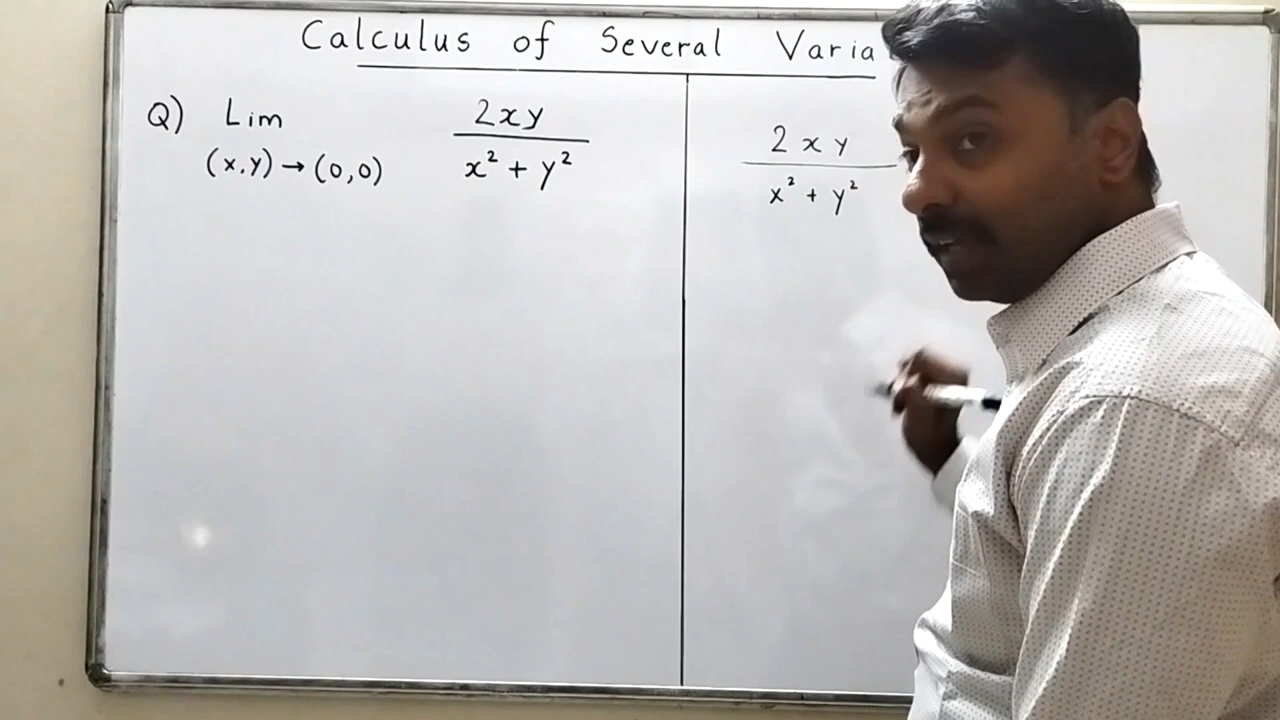 Calculus of Several Varia
Q) Lim 2xy
(x,y) → (0,0) x² + y²
2xy
x² + y²